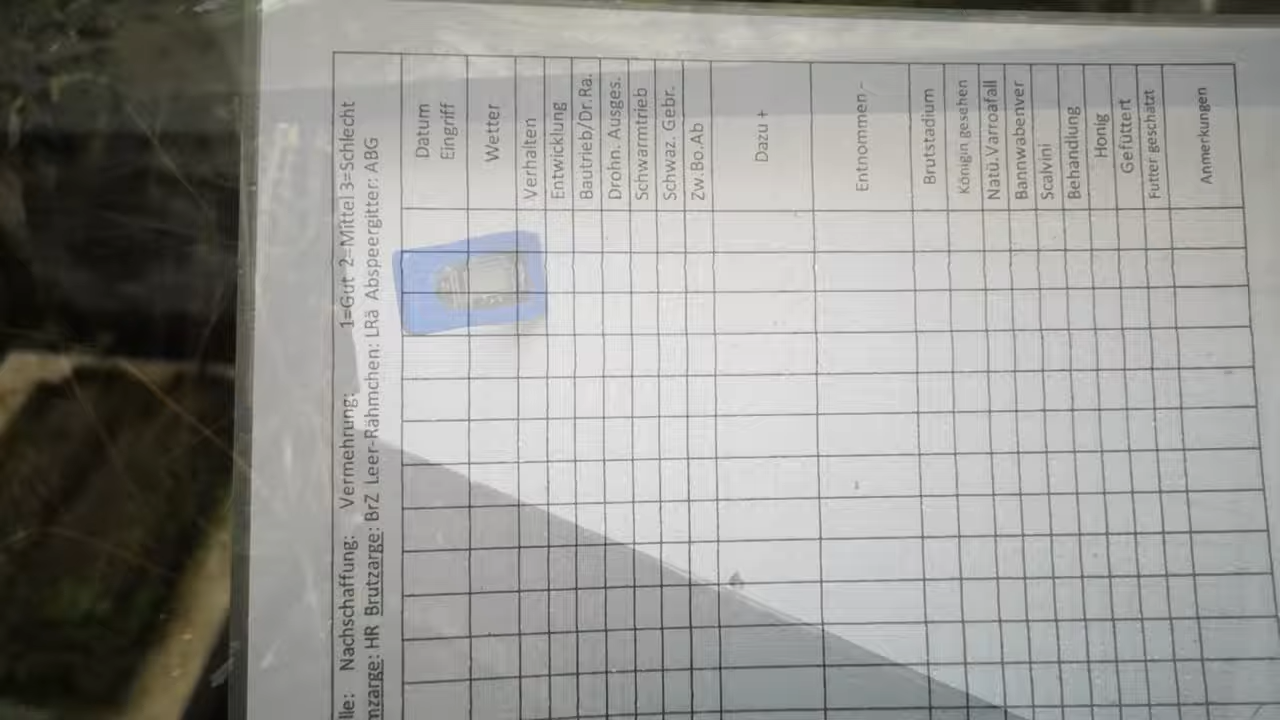 lle: Nachschaffung: Vermehrung: 1=Gut 2=Mittel 3=Schlecht
mzarge: HR Brutzarge: BrZ Leer-Rähmchen: LRä Abspeergitter: ABG
Datum
Eingriff
Wetter
Verhalten
Entwicklung
Bautrieb/Dr.Ra.
Drohn. Ausges.
Schwarmtrieb
Schwaz. Gebr.
Zw.Bo.Ab
Dazu +
Entnommen -
Brutstadium
Königin gesehen
Natü.Varroafall
Bannwabenver
Scalvini
Behandlung
Honig
Gefüttert
Futter geschätzt
Anmerkungen